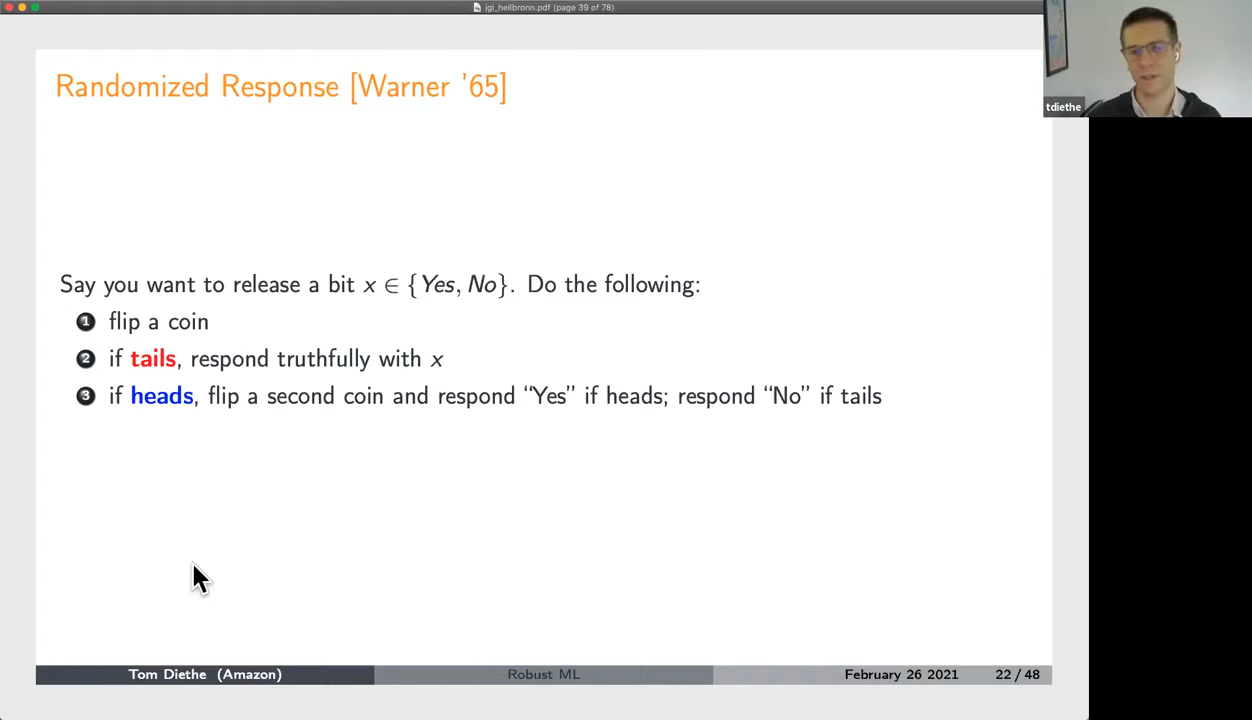 jgi_heilbronn.pdf (page 39 of 78)
tdiethe
Randomized Response [Warner '65]
Say you want to release a bit x ∈ {Yes, No}. Do the following:
1 flip a coin
2 if tails, respond truthfully with x
3 if heads, flip a second coin and respond “Yes” if heads; respond “No” if tails
Tom Diethe (Amazon) Robust ML February 26 2021 22 / 48